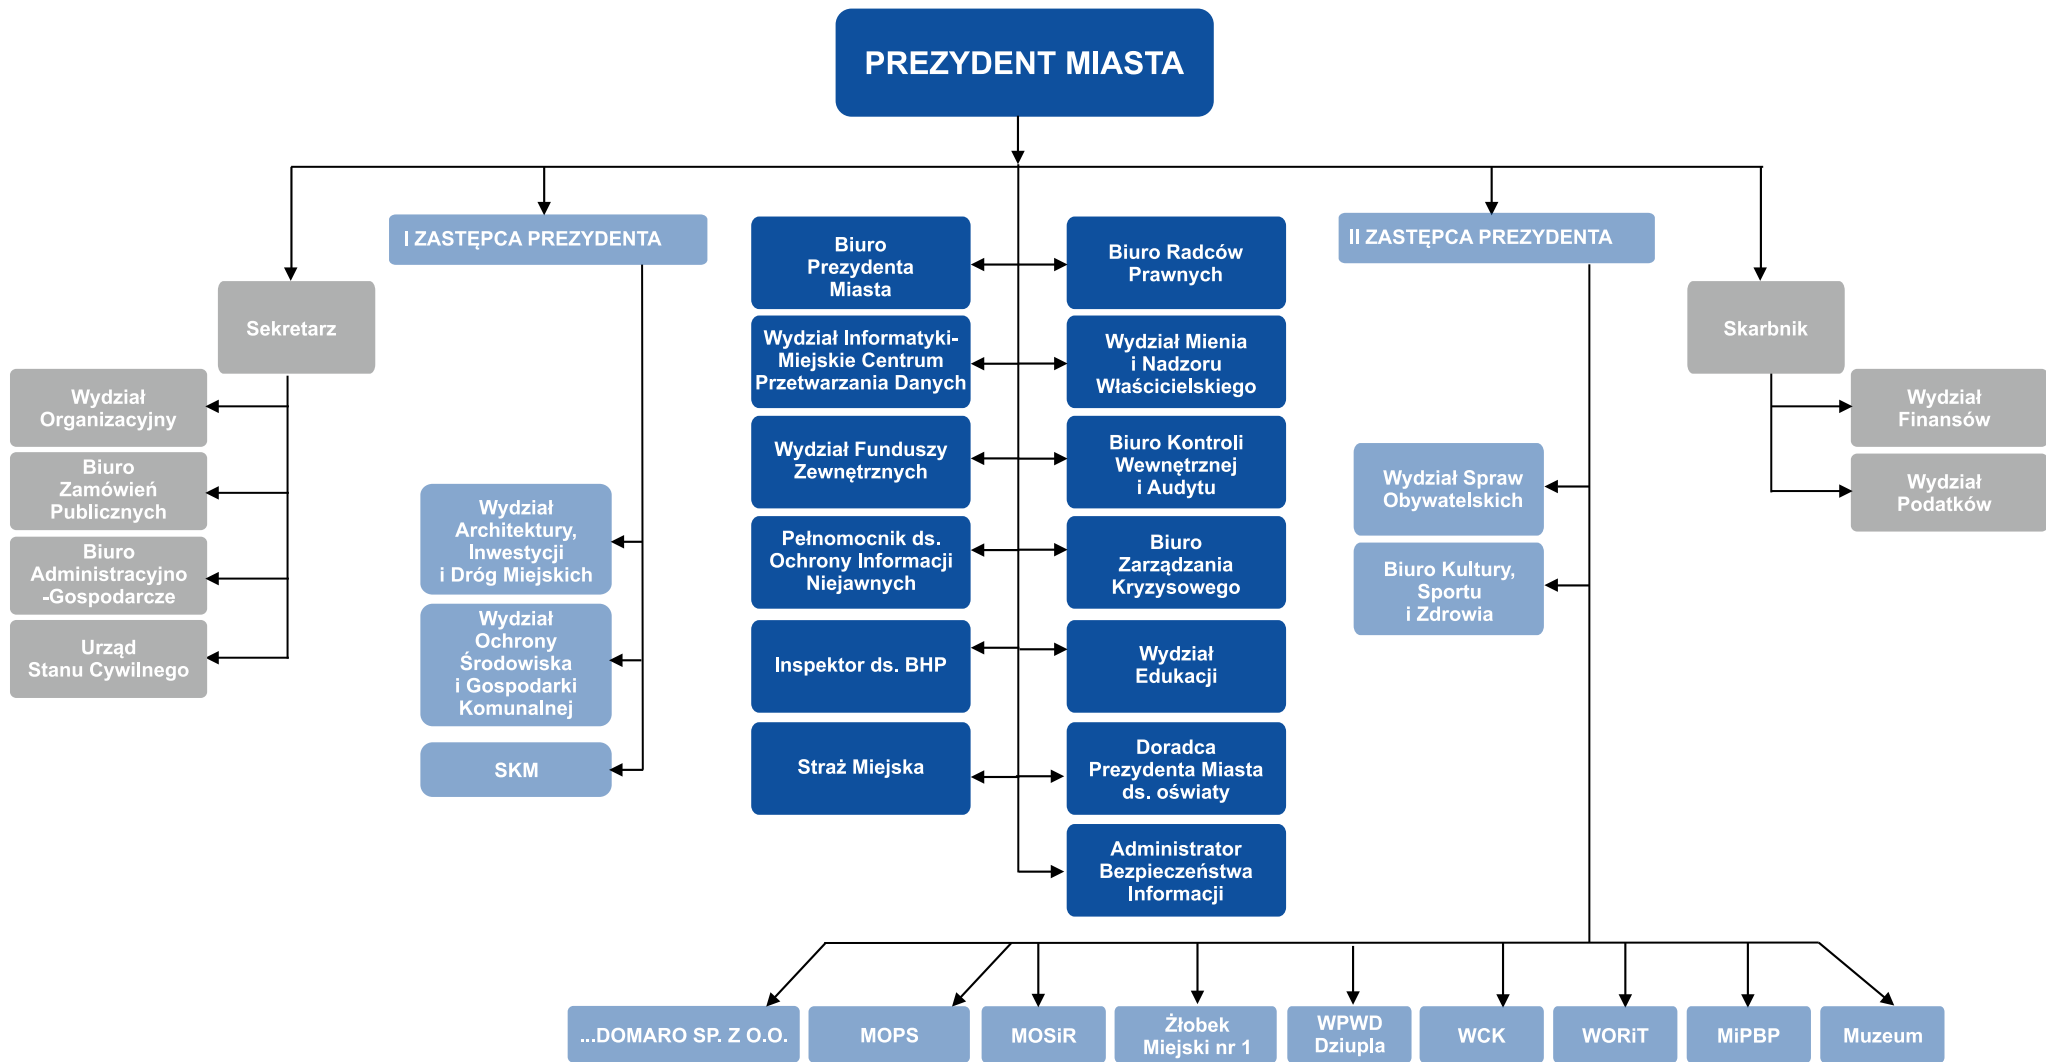 PREZYDENT MIASTA
I ZASTĘPCA PREZYDENTA
II ZASTĘPCA PREZYDENTA
Sekretarz
Skarbnik
Wydział
Organizacyjny
Biuro
Zamówień
Publicznych
Biuro
Administracyjno
-Gospodarcze
Urząd
Stanu Cywilnego
Wydział
Architektury,
Inwestycji
i Dróg Miejskich
Wydział
Ochrony
Środowiska
i Gospodarki
Komunalnej
SKM
Biuro
Prezydenta
Miasta
Wydział Informatyki-
Miejskie Centrum
Przetwarzania Danych
Wydział Funduszy
Zewnętrznych
Pełnomocnik ds.
Ochrony Informacji
Niejawnych
Inspektor ds. BHP
Straż Miejska
Biuro Radców
Prawnych
Wydział Mienia
i Nadzoru
Właścicielskiego
Biuro Kontroli
Wewnętrznej
i Audytu
Biuro
Zarządzania
Kryzysowego
Wydział
Edukacji
Doradca
Prezydenta Miasta
ds. oświaty
Administrator
Bezpieczeństwa
Informacji
Wydział Spraw
Obywatelskich
Biuro Kultury,
Sportu
i Zdrowia
Wydział
Finansów
Wydział
Podatków
...DOMARO SP. Z O.O.
MOPS
MOSiR
Żłobek
Miejski nr 1
WPWD
Dziupla
WCK
WORiT
MiPBP
Muzeum